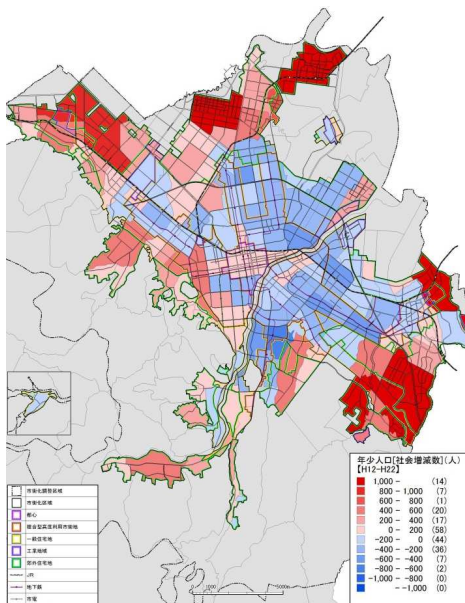 年少人口[社会増減数](人)
【H12-H22】
1,000 - (14)
800 - 1,000 (7)
600 - 800 (1)
400 - 600 (20)
200 - 400 (17)
0 - 200 (58)
-200 - 0 (44)
-400 - -200 (36)
-600 - -400 (7)
-800 - -600 (2)
-1,000 - -800 (0)
- -1,000 (0)
市街化調整区域
市街化区域
都心
複合型高度利用市街地
一般住宅地
工業地域
郊外住宅地
JR
地下鉄
市電